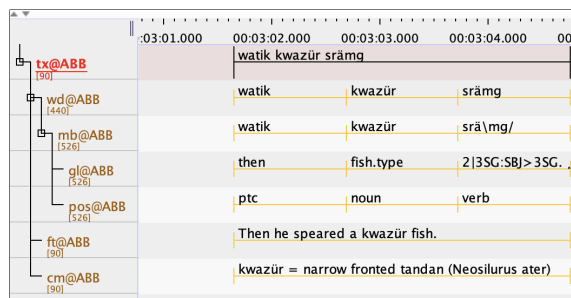 :03:01.000 00:03:02.000 00:03:03.000 00:03:04.000 00
tx@ABB watik kwazür srämg
[90]
wd@ABB watik kwazür srämg
[440]
mb@ABB watik kwazür srä\mg/
[526]
gl@ABB then fish.type 2|3SG:SBJ>3SG.
[526]
pos@ABB ptc noun verb
[526]
ft@ABB Then he speared a kwazür fish.
[90]
cm@ABB kwazür = narrow fronted tandan (Neosilurus ater)
[90]